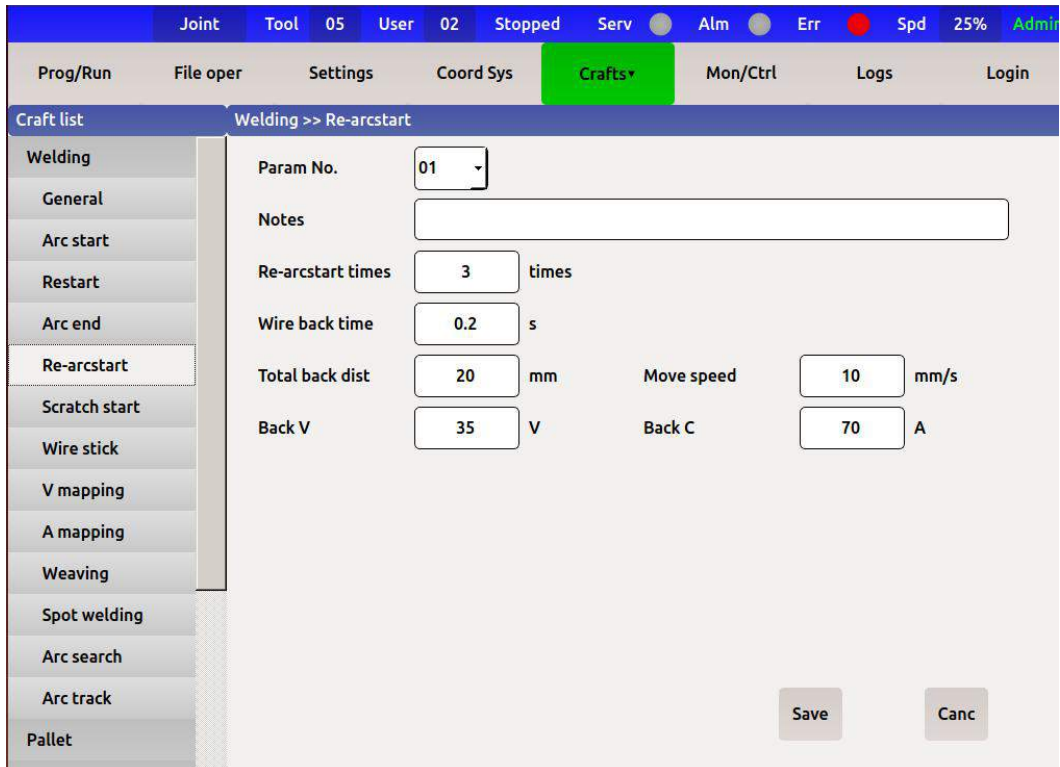 Joint Tool 05 User 02 Stopped Serv Alm Err Spd 25% Admin
Prog/Run File oper Settings Coord Sys Crafts▾ Mon/Ctrl Logs Login
Craft list Welding >> Re-arcstart
Welding
General
Arc start
Restart
Arc end
Re-arcstart
Scratch start
Wire stick
V mapping
A mapping
Weaving
Spot welding
Arc search
Arc track
Pallet
Param No. 01
Notes
Re-arcstart times 3 times
Wire back time 0.2 s
Total back dist 20 mm Move speed 10 mm/s
Back V 35 V Back C 70 A
Save Canc